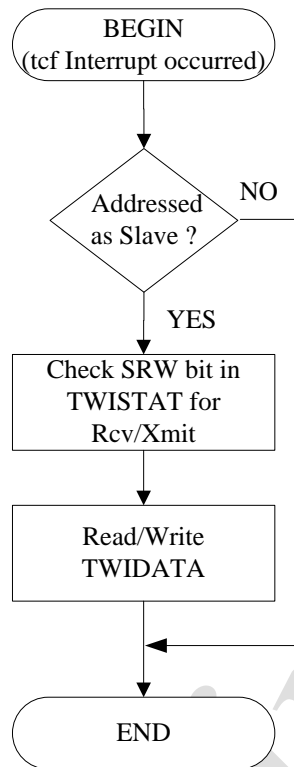 BEGIN
(tcf Interrupt occurred)
Addressed
as Slave ?
NO
YES
Check SRW bit in
TWISTAT for
Rcv/Xmit
Read/Write
TWIDATA
END